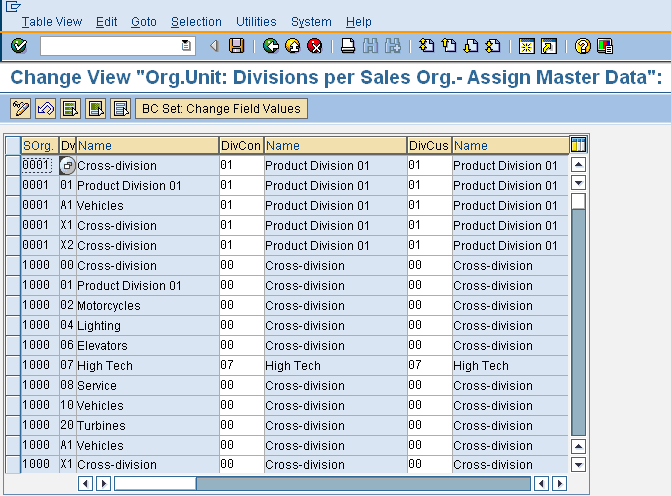 Table View Edit Goto Selection Utilities System Help
Change View "Org.Unit: Divisions per Sales Org.- Assign Master Data":
BC Set: Change Field Values
SOrg. Dv Name DivCon Name DivCus Name
0001 Cross-division 01 Product Division 01 01 Product Division 01
0001 01 Product Division 01 01 Product Division 01 01 Product Division 01
0001 A1 Vehicles 01 Product Division 01 01 Product Division 01
0001 X1 Cross-division 01 Product Division 01 01 Product Division 01
0001 X2 Cross-division 01 Product Division 01 01 Product Division 01
1000 00 Cross-division 00 Cross-division 00 Cross-division
1000 01 Product Division 01 00 Cross-division 00 Cross-division
1000 02 Motorcycles 00 Cross-division 00 Cross-division
1000 04 Lighting 00 Cross-division 00 Cross-division
1000 06 Elevators 00 Cross-division 00 Cross-division
1000 07 High Tech 07 High Tech 07 High Tech
1000 08 Service 00 Cross-division 00 Cross-division
1000 10 Vehicles 00 Cross-division 00 Cross-division
1000 20 Turbines 00 Cross-division 00 Cross-division
1000 A1 Vehicles 00 Cross-division 00 Cross-division
1000 X1 Cross-division 00 Cross-division 00 Cross-division